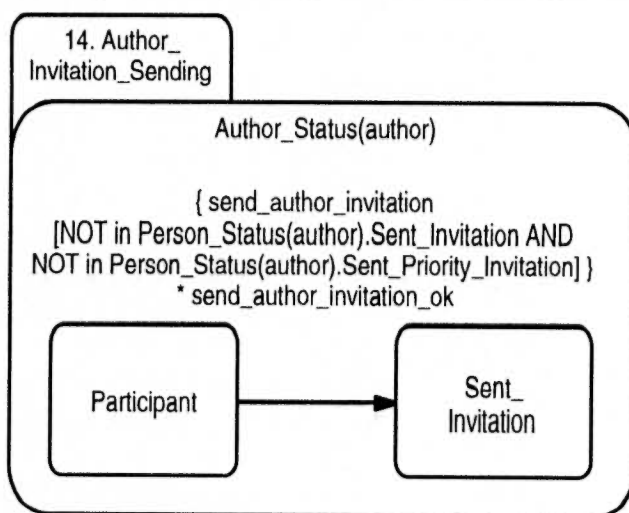 14. Author_
Invitation_Sending
Author_Status(author)
{ send_author_invitation
[NOT in Person_Status(author).Sent_Invitation AND
NOT in Person_Status(author).Sent_Priority_Invitation] }
* send_author_invitation_ok
Participant
Sent_
Invitation